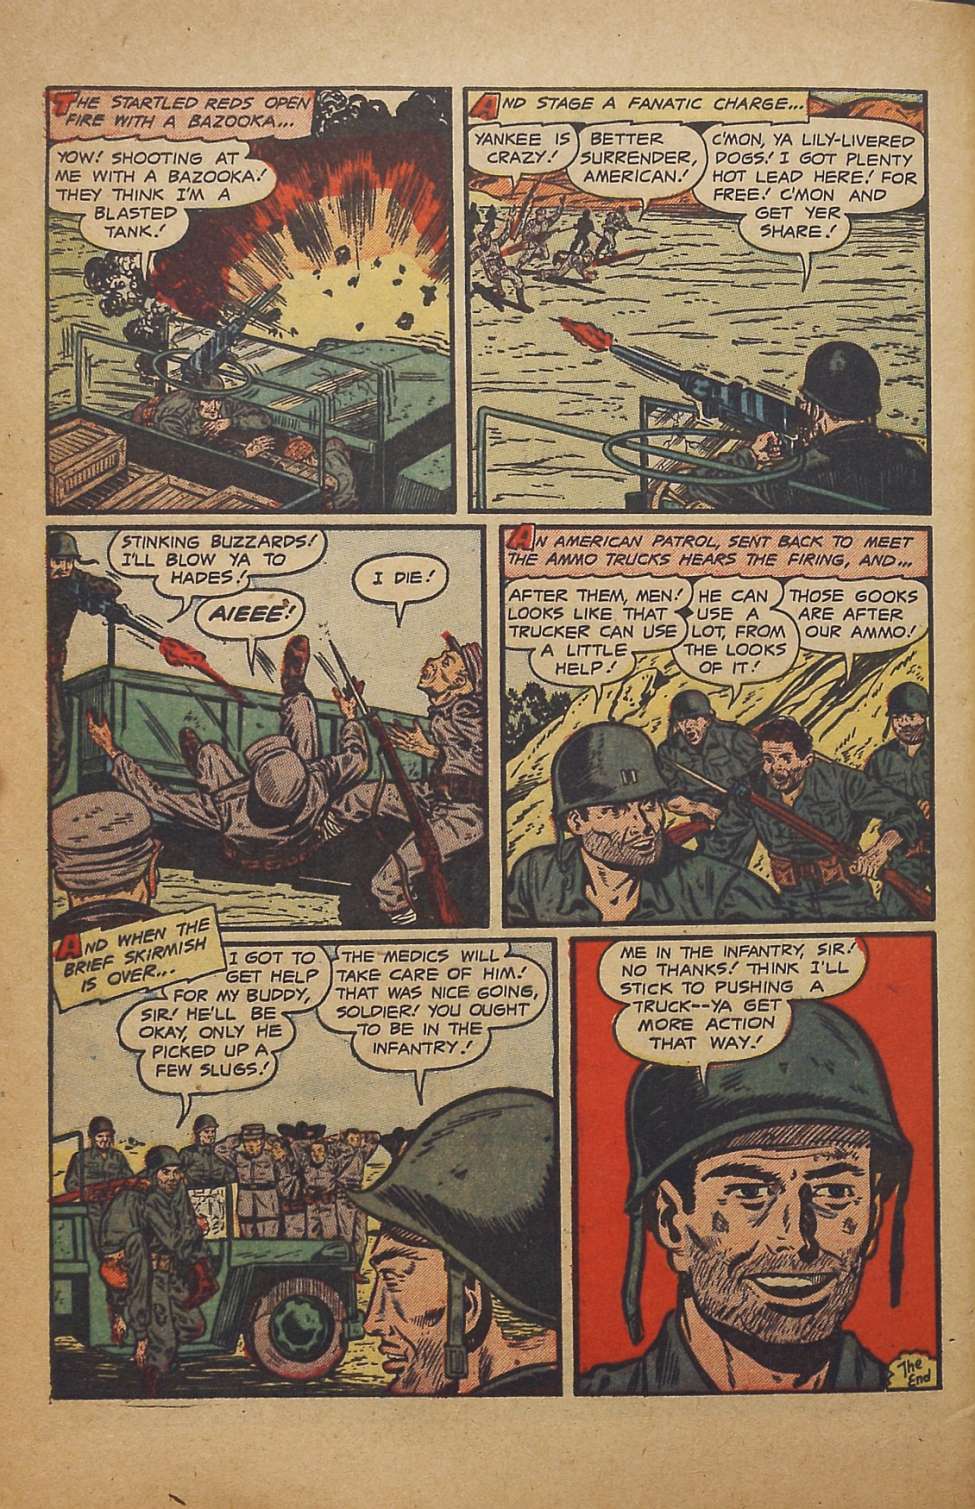 THE STARTLED REDS OPEN
FIRE WITH A BAZOOKA...
YOW! SHOOTING AT
ME WITH A BAZOOKA!
THEY THINK I'M A
BLASTED
TANK!
AND STAGE A FANATIC CHARGE...
YANKEE IS
CRAZY!
BETTER
SURRENDER,
AMERICAN!
C'MON, YA LILY-LIVERED
DOGS! I GOT PLENTY
HOT LEAD HERE! FOR
FREE! C'MON AND
GET YER
SHARE!
STINKING BUZZARDS!
I'LL BLOW YA TO
HADES!
AIEEE!
I DIE!
AN AMERICAN PATROL, SENT BACK TO MEET
THE AMMO TRUCKS HEARS THE FIRING, AND...
AFTER THEM, MEN!
LOOKS LIKE THAT
TRUCKER CAN USE
A LITTLE
HELP!
HE CAN
USE A
LOT, FROM
THE LOOKS
OF IT!
THOSE GOOKS
ARE AFTER
OUR AMMO!
AND WHEN THE
BRIEF SKIRMISH
IS OVER...
I GOT TO
GET HELP
FOR MY BUDDY,
SIR! HE'LL BE
OKAY, ONLY HE
PICKED UP A
FEW SLUGS!
THE MEDICS WILL
TAKE CARE OF HIM!
THAT WAS NICE GOING,
SOLDIER! YOU OUGHT
TO BE IN THE
INFANTRY!
ME IN THE INFANTRY, SIR!
NO THANKS! THINK I'LL
STICK TO PUSHING A
TRUCK--YA GET
MORE ACTION
THAT WAY!
The
End